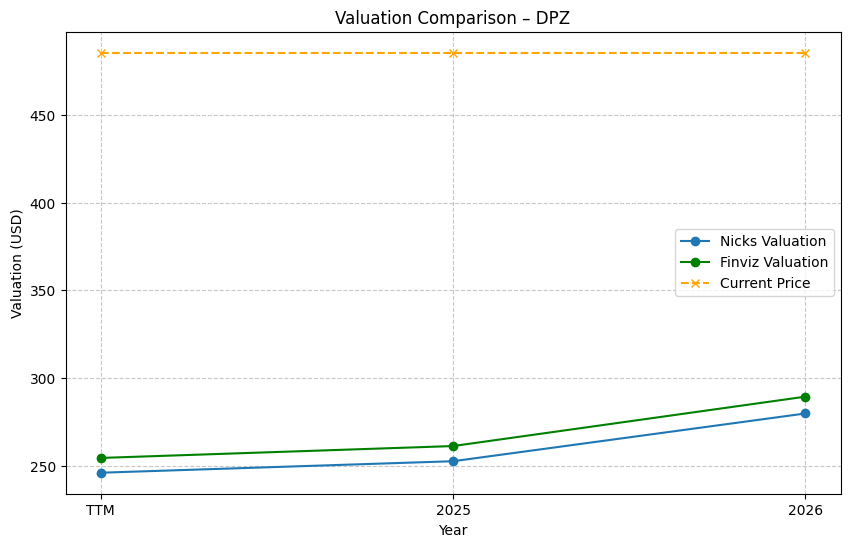 Valuation Comparison – DPZ
Valuation (USD)
450
400
350
300
250
Nicks Valuation
Finviz Valuation
Current Price
TTM
2025
2026
Year